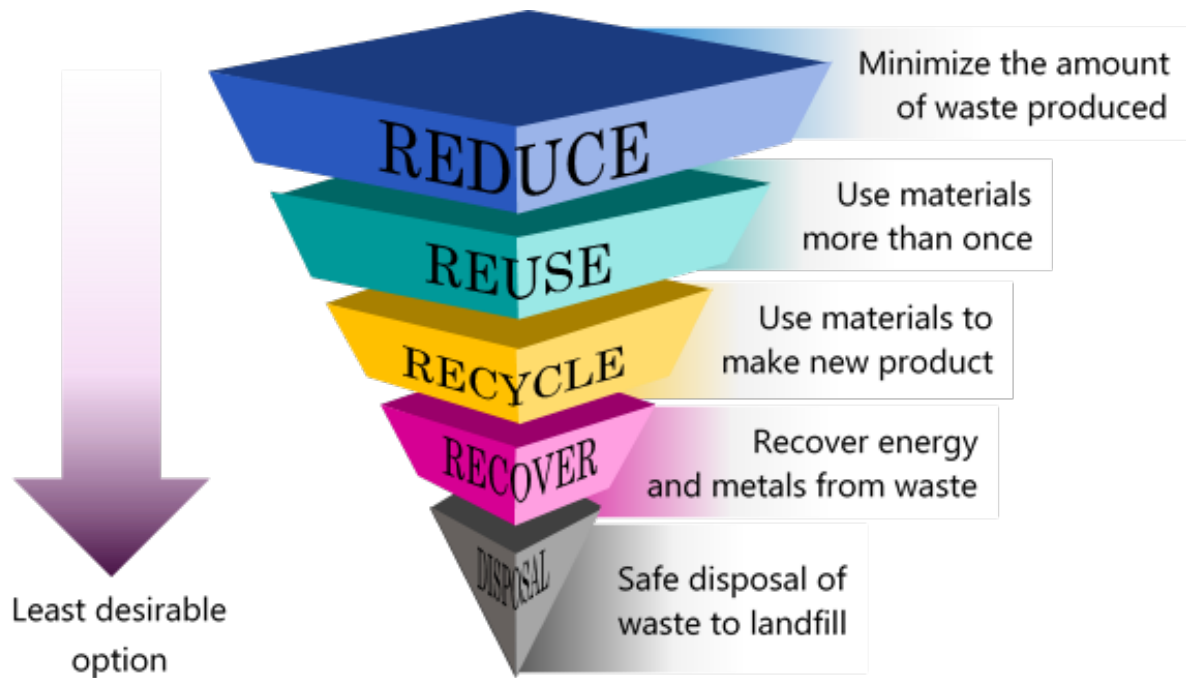 REDUCE
Minimize the amount
of waste produced
REUSE
Use materials
more than once
RECYCLE
Use materials to
make new product
RECOVER
Recover energy
and metals from waste
DISPOSAL
Safe disposal of
waste to landfill
Least desirable
option